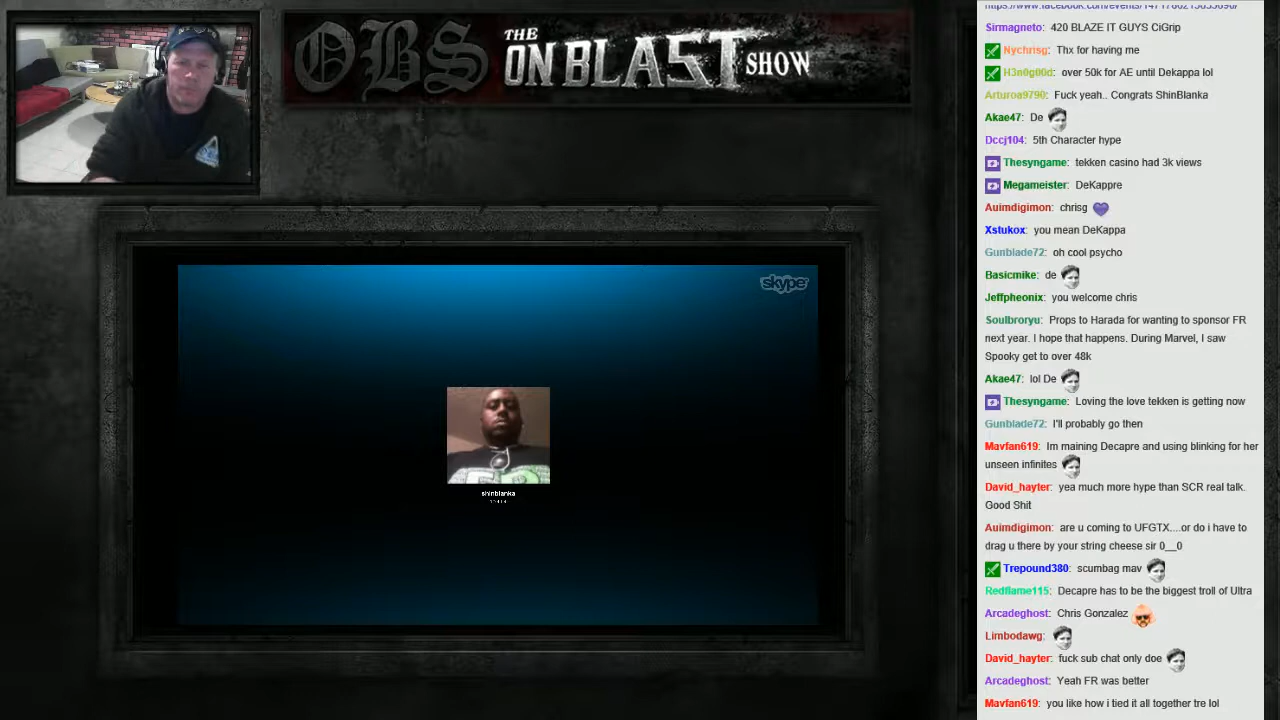 BS
THE
ON BLAST
SHOW
skype
shinblanka
Sirmagneto: 420 BLAZE IT GUYS CiGrip
Nychrisg: Thx for having me
H3n0g00d: over 50k for AE until Dekappa lol
Arturoa9790: Fuck yeah.. Congrats ShinBlanka
Akae47: De
Dccj104: 5th Character hype
Thesyngame: tekken casino had 3k views
Megameister: DeKappre
Auimdigimon: chrisg
Xstukox: you mean DeKappa
Gunblade72: oh cool psycho
Basicmike: de
Jeffpheonix: you welcome chris
Soulbroryu: Props to Harada for wanting to sponsor FR
next year. I hope that happens. During Marvel, I saw
Spooky get to over 48k
Akae47: lol De
Thesyngame: Loving the love tekken is getting now
Gunblade72: I'll probably go then
Mavfan619: Im maining Decapre and using blinking for her
unseen infinites
David_hayter: yea much more hype than SCR real talk.
Good Shit
Auimdigimon: are u coming to UFGTX....or do i have to
drag u there by your string cheese sir 0__0
Trepound380: scumbag mav
Redflame115: Decapre has to be the biggest troll of Ultra
Arcadeghost: Chris Gonzalez
Limbodawg:
David_hayter: fuck sub chat only doe
Arcadeghost: Yeah FR was better
Mavfan619: you like how i tied it all together tre lol